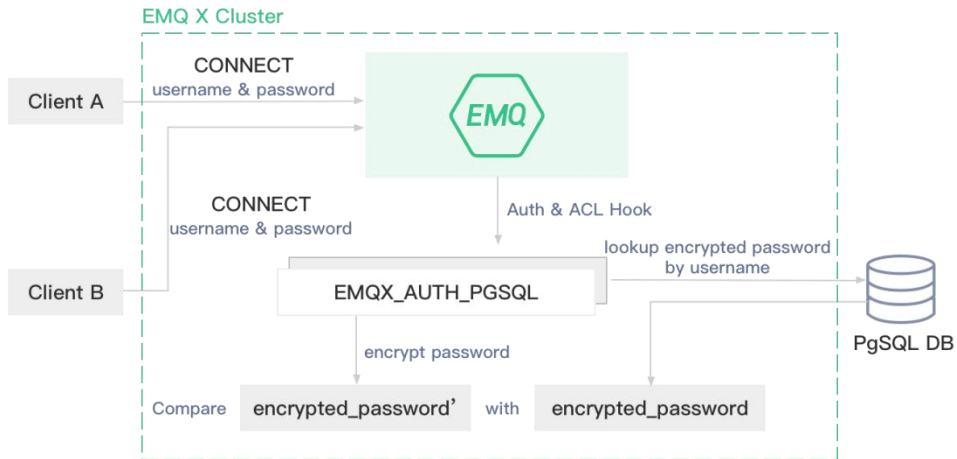 EMQ X Cluster
CONNECT
username & password
Client A
EMQ
CONNECT
username & password
Auth & ACL Hook
lookup encrypted password
by username
Client B
EMQX_AUTH_PGSQL
PgSQL DB
encrypt password
Compare
encrypted_password’
with
encrypted_password